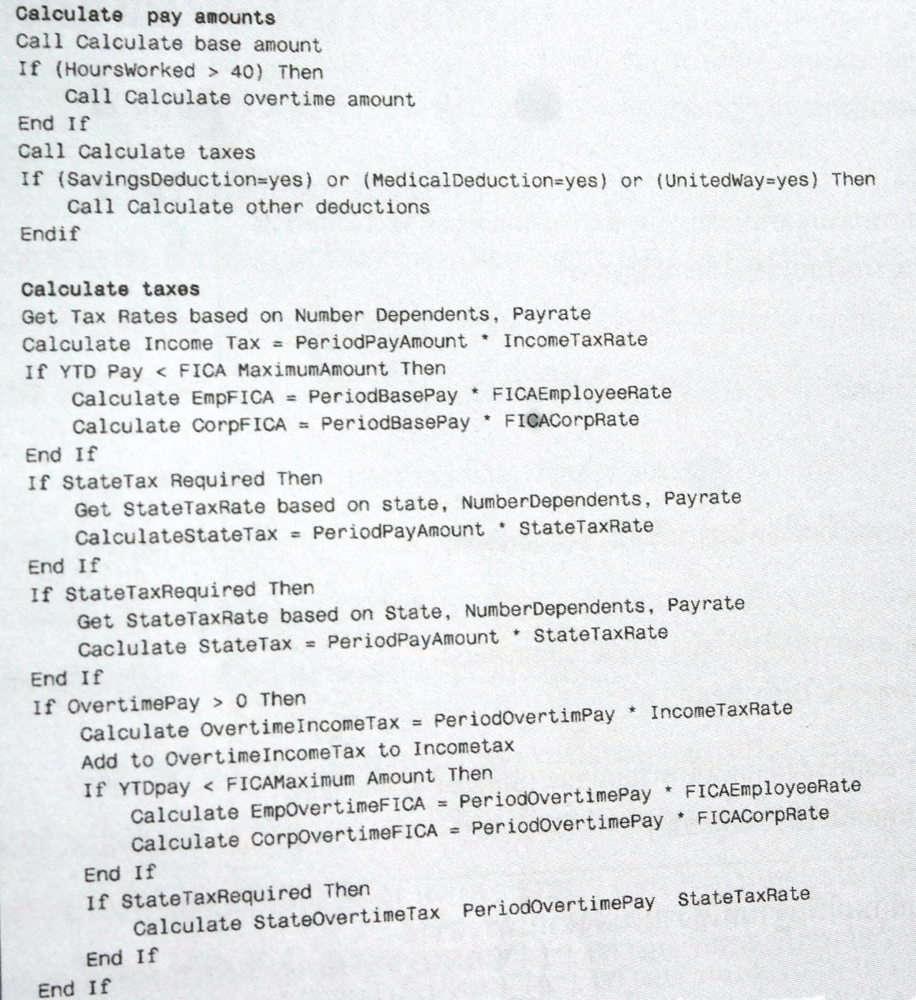 Calculate pay amounts
Call Calculate base amount
If (HoursWorked > 40) Then
Call Calculate overtime amount
End If
Call Calculate taxes
If (SavingsDeduction=yes) or (MedicalDeduction=yes) or (UnitedWay=yes) Then
Call Calculate other deductions
Endif
Calculate taxes
Get Tax Rates based on Number Dependents, Payrate
Calculate Income Tax = PeriodPayAmount * IncomeTaxRate
If YTD Pay < FICA MaximumAmount Then
Calculate EmpFICA = PeriodBasePay * FICAEmployeeRate
Calculate CorpFICA = PeriodBasePay * FICACorpRate
End If
If StateTax Required Then
Get StateTaxRate based on state, NumberDependents, Payrate
CalculateStateTax = PeriodPayAmount * StateTaxRate
End If
If StateTaxRequired Then
Get StateTaxRate based on State, NumberDependents, Payrate
Caclulate StateTax = PeriodPayAmount * StateTaxRate
End If
If OvertimePay > 0 Then
Calculate OvertimeIncomeTax = PeriodOvertimPay * IncomeTaxRate
Add to OvertimeIncomeTax to Incometax
If YTDpay < FICAMaximum Amount Then
Calculate EmpOvertimeFICA = PeriodOvertimePay * FICAEmployeeRate
Calculate CorpOvertimeFICA = PeriodOvertimePay * FICACorpRate
End If
If StateTaxRequired Then
Calculate StateOvertimeTax PeriodOvertimePay StateTaxRate
End If
End If